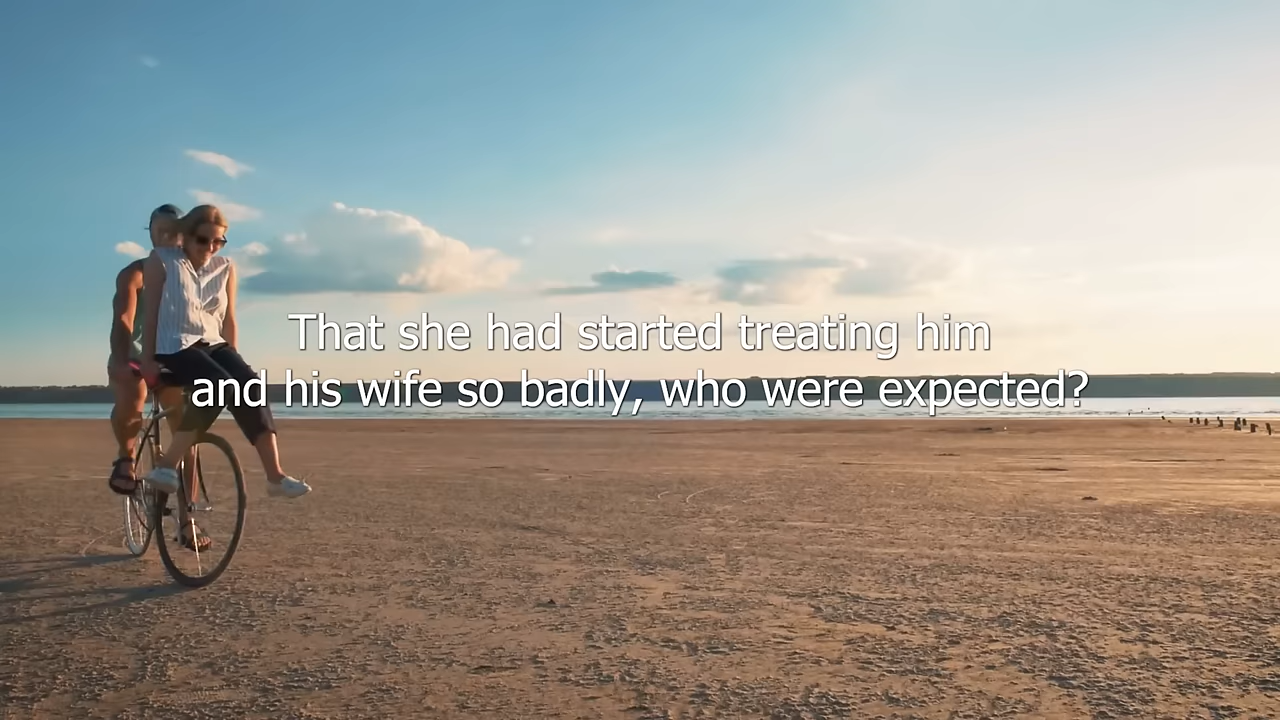 That she had started treating him
and his wife so badly, who were expected?